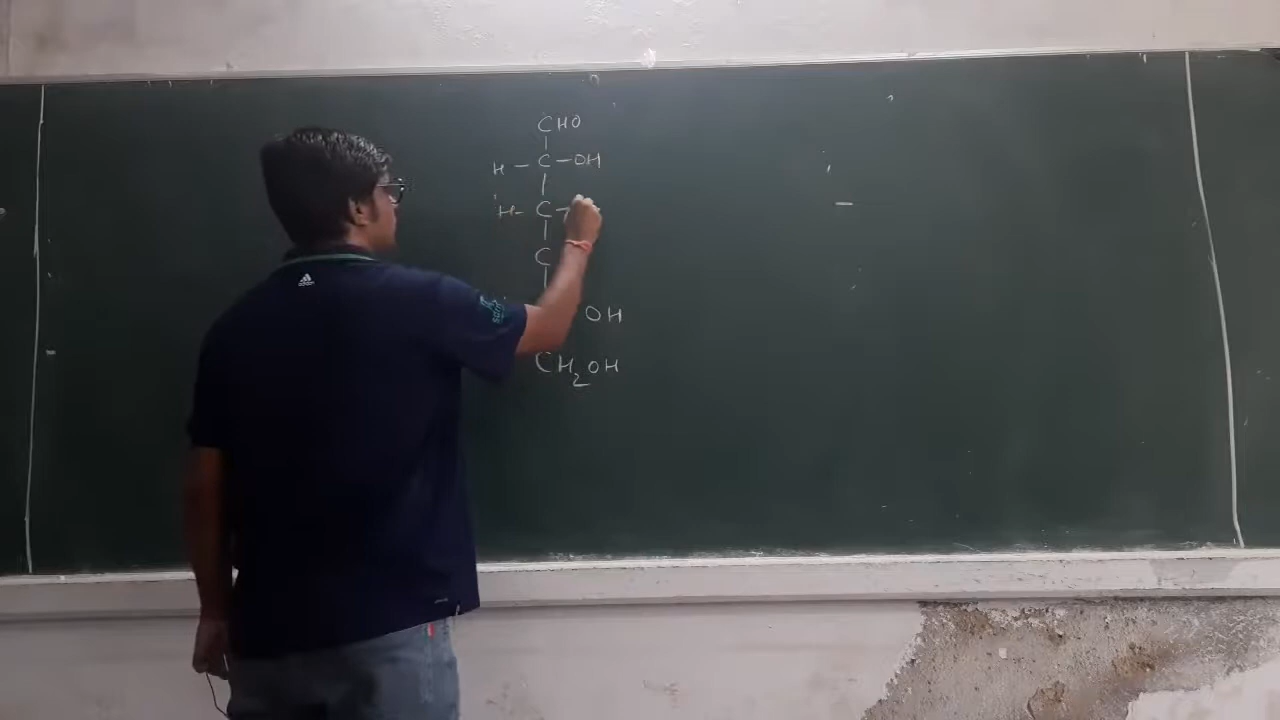 CHO
H - C - OH
H - C -
C
OH
CH2OH